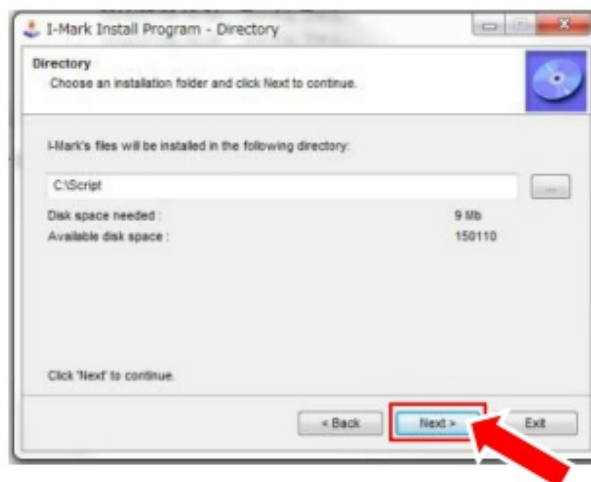 I-Mark Install Program - Directory
Directory
Choose an installation folder and click Next to continue.
I-Mark's files will be installed in the following directory:
C:\Script
...
Disk space needed : 9 Mb
Available disk space : 150110
Click 'Next' to continue.
< Back Next > Exit